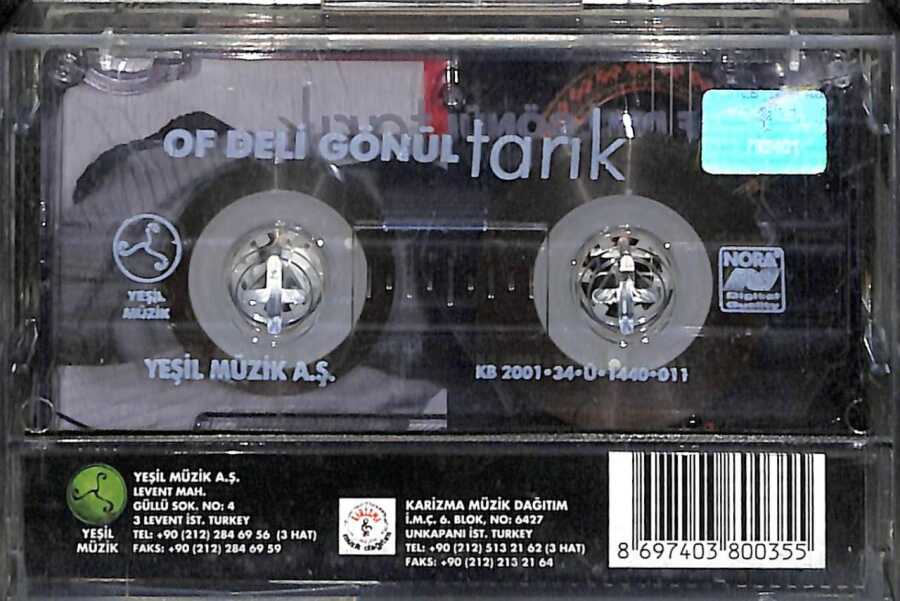 OF DELİ GÖNÜL tarık
YEŞİL
MÜZİK
NORA
Digital
Quality
YEŞİL MÜZİK A.Ş.
KB 2001•34•Ü•1440•011
YEŞİL
MÜZİK
YEŞİL MÜZİK A.Ş.
LEVENT MAH.
GÜLLÜ SOK. NO: 4
3 LEVENT İST. TURKEY
TEL: +90 (212) 284 69 56 (3 HAT)
FAKS: +90 (212) 284 69 59
KARİZMA MÜZİK DAĞITIM
İ.M.Ç. 6. BLOK, NO: 6427
UNKAPANI İST. TURKEY
TEL: +90 (212) 513 21 62 (3 HAT)
FAKS: +90 (212) 213 21 64
8 697403 800355